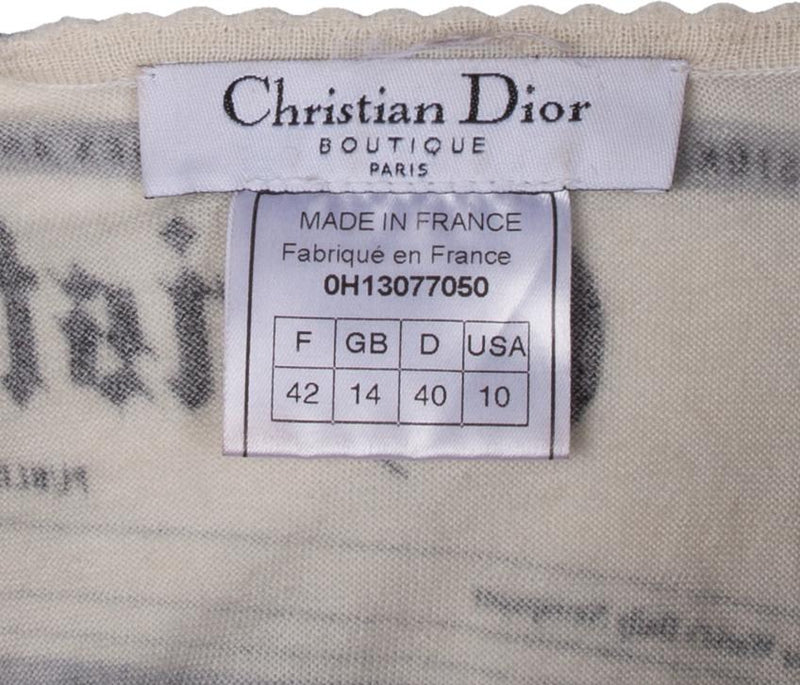 Christian Dior
BOUTIQUE
PARIS
MADE IN FRANCE
Fabriqué en France
0H13077050
F GB D USA
42 14 40 10